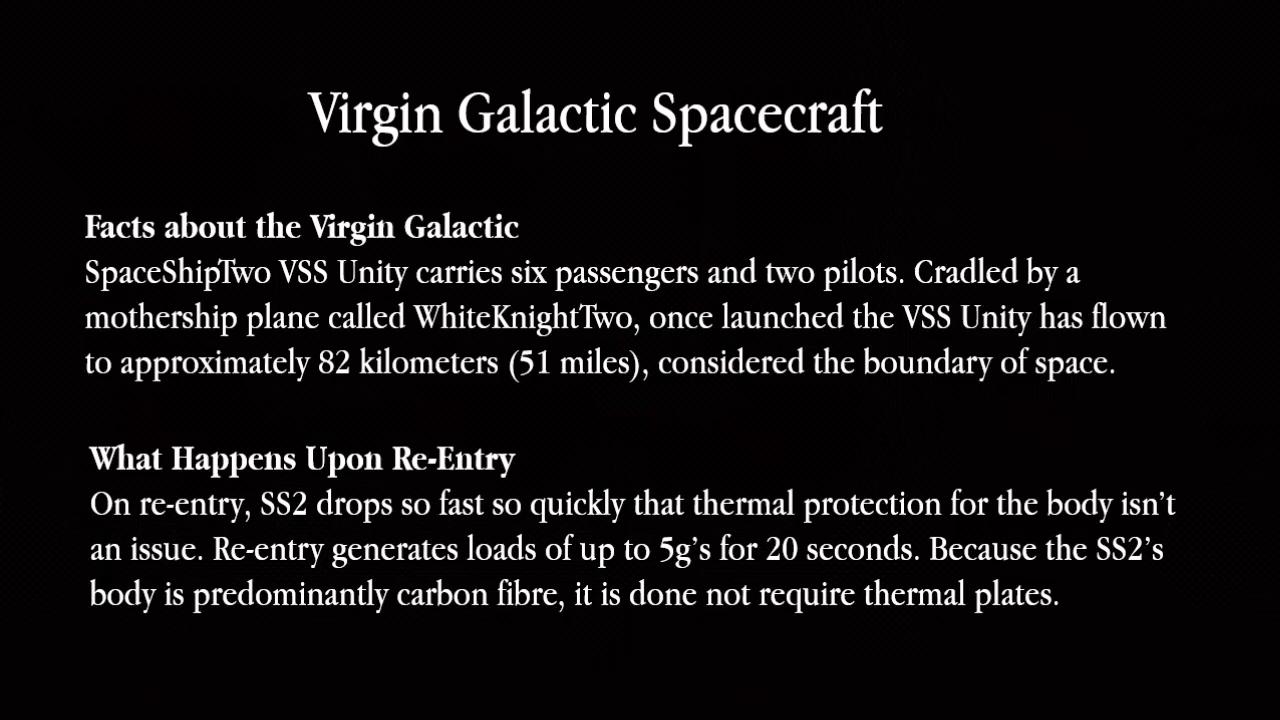 Virgin Galactic Spacecraft
Facts about the Virgin Galactic
SpaceShipTwo VSS Unity carries six passengers and two pilots. Cradled by a
mothership plane called WhiteKnightTwo, once launched the VSS Unity has flown
to approximately 82 kilometers (51 miles), considered the boundary of space.
What Happens Upon Re-Entry
On re-entry, SS2 drops so fast so quickly that thermal protection for the body isn’t
an issue. Re-entry generates loads of up to 5g’s for 20 seconds. Because the SS2’s
body is predominantly carbon fibre, it is done not require thermal plates.